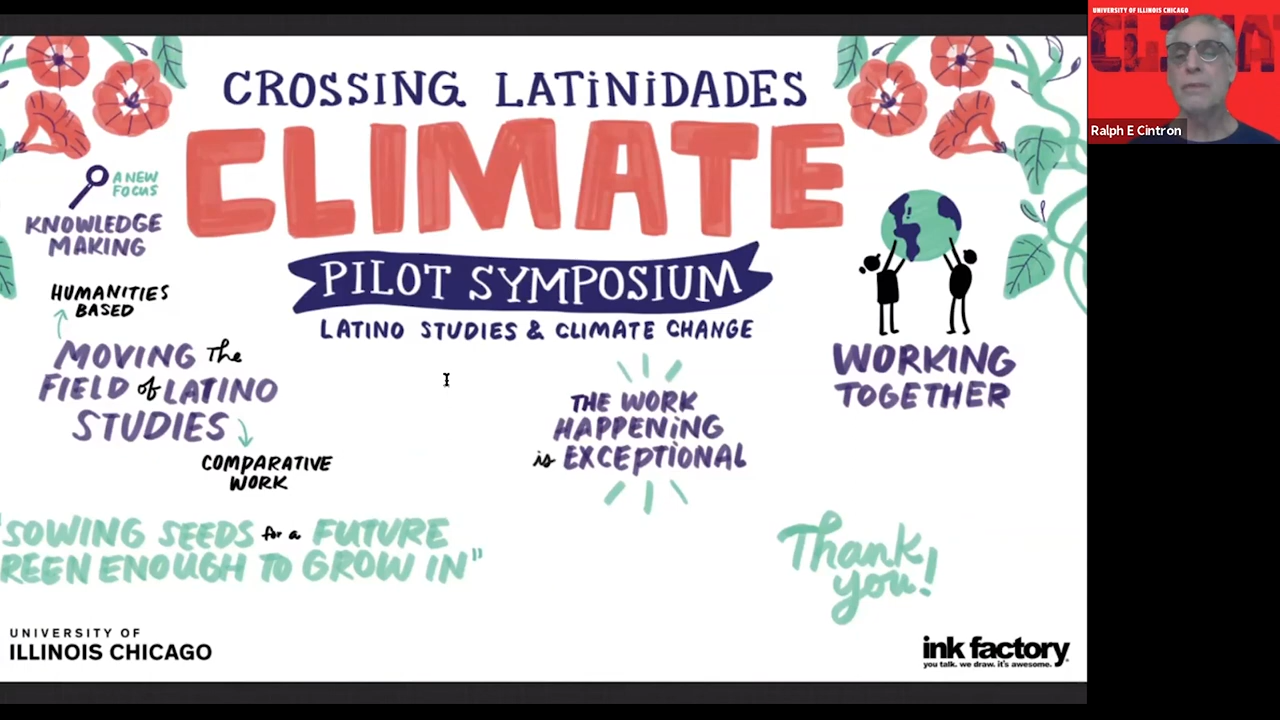 CROSSING LATINIDADES
CLIMATE
PILOT SYMPOSIUM
LATINO STUDIES & CLIMATE CHANGE
A NEW
FOCUS
KNOWLEDGE
MAKING
HUMANITIES
BASED
MOVING the
FIELD of LATINO
STUDIES
COMPARATIVE
WORK
"SOWING SEEDS for a FUTURE
REEN ENOUGH TO GROW IN"
THE WORK
HAPPENING
is EXCEPTIONAL
WORKING
TOGETHER
Thank
you!
UNIVERSITY OF
ILLINOIS CHICAGO
ink factory
you talk. we draw. it's awesome.
UNIVERSITY OF ILLINOIS CHICAGO
Ralph E Cintron